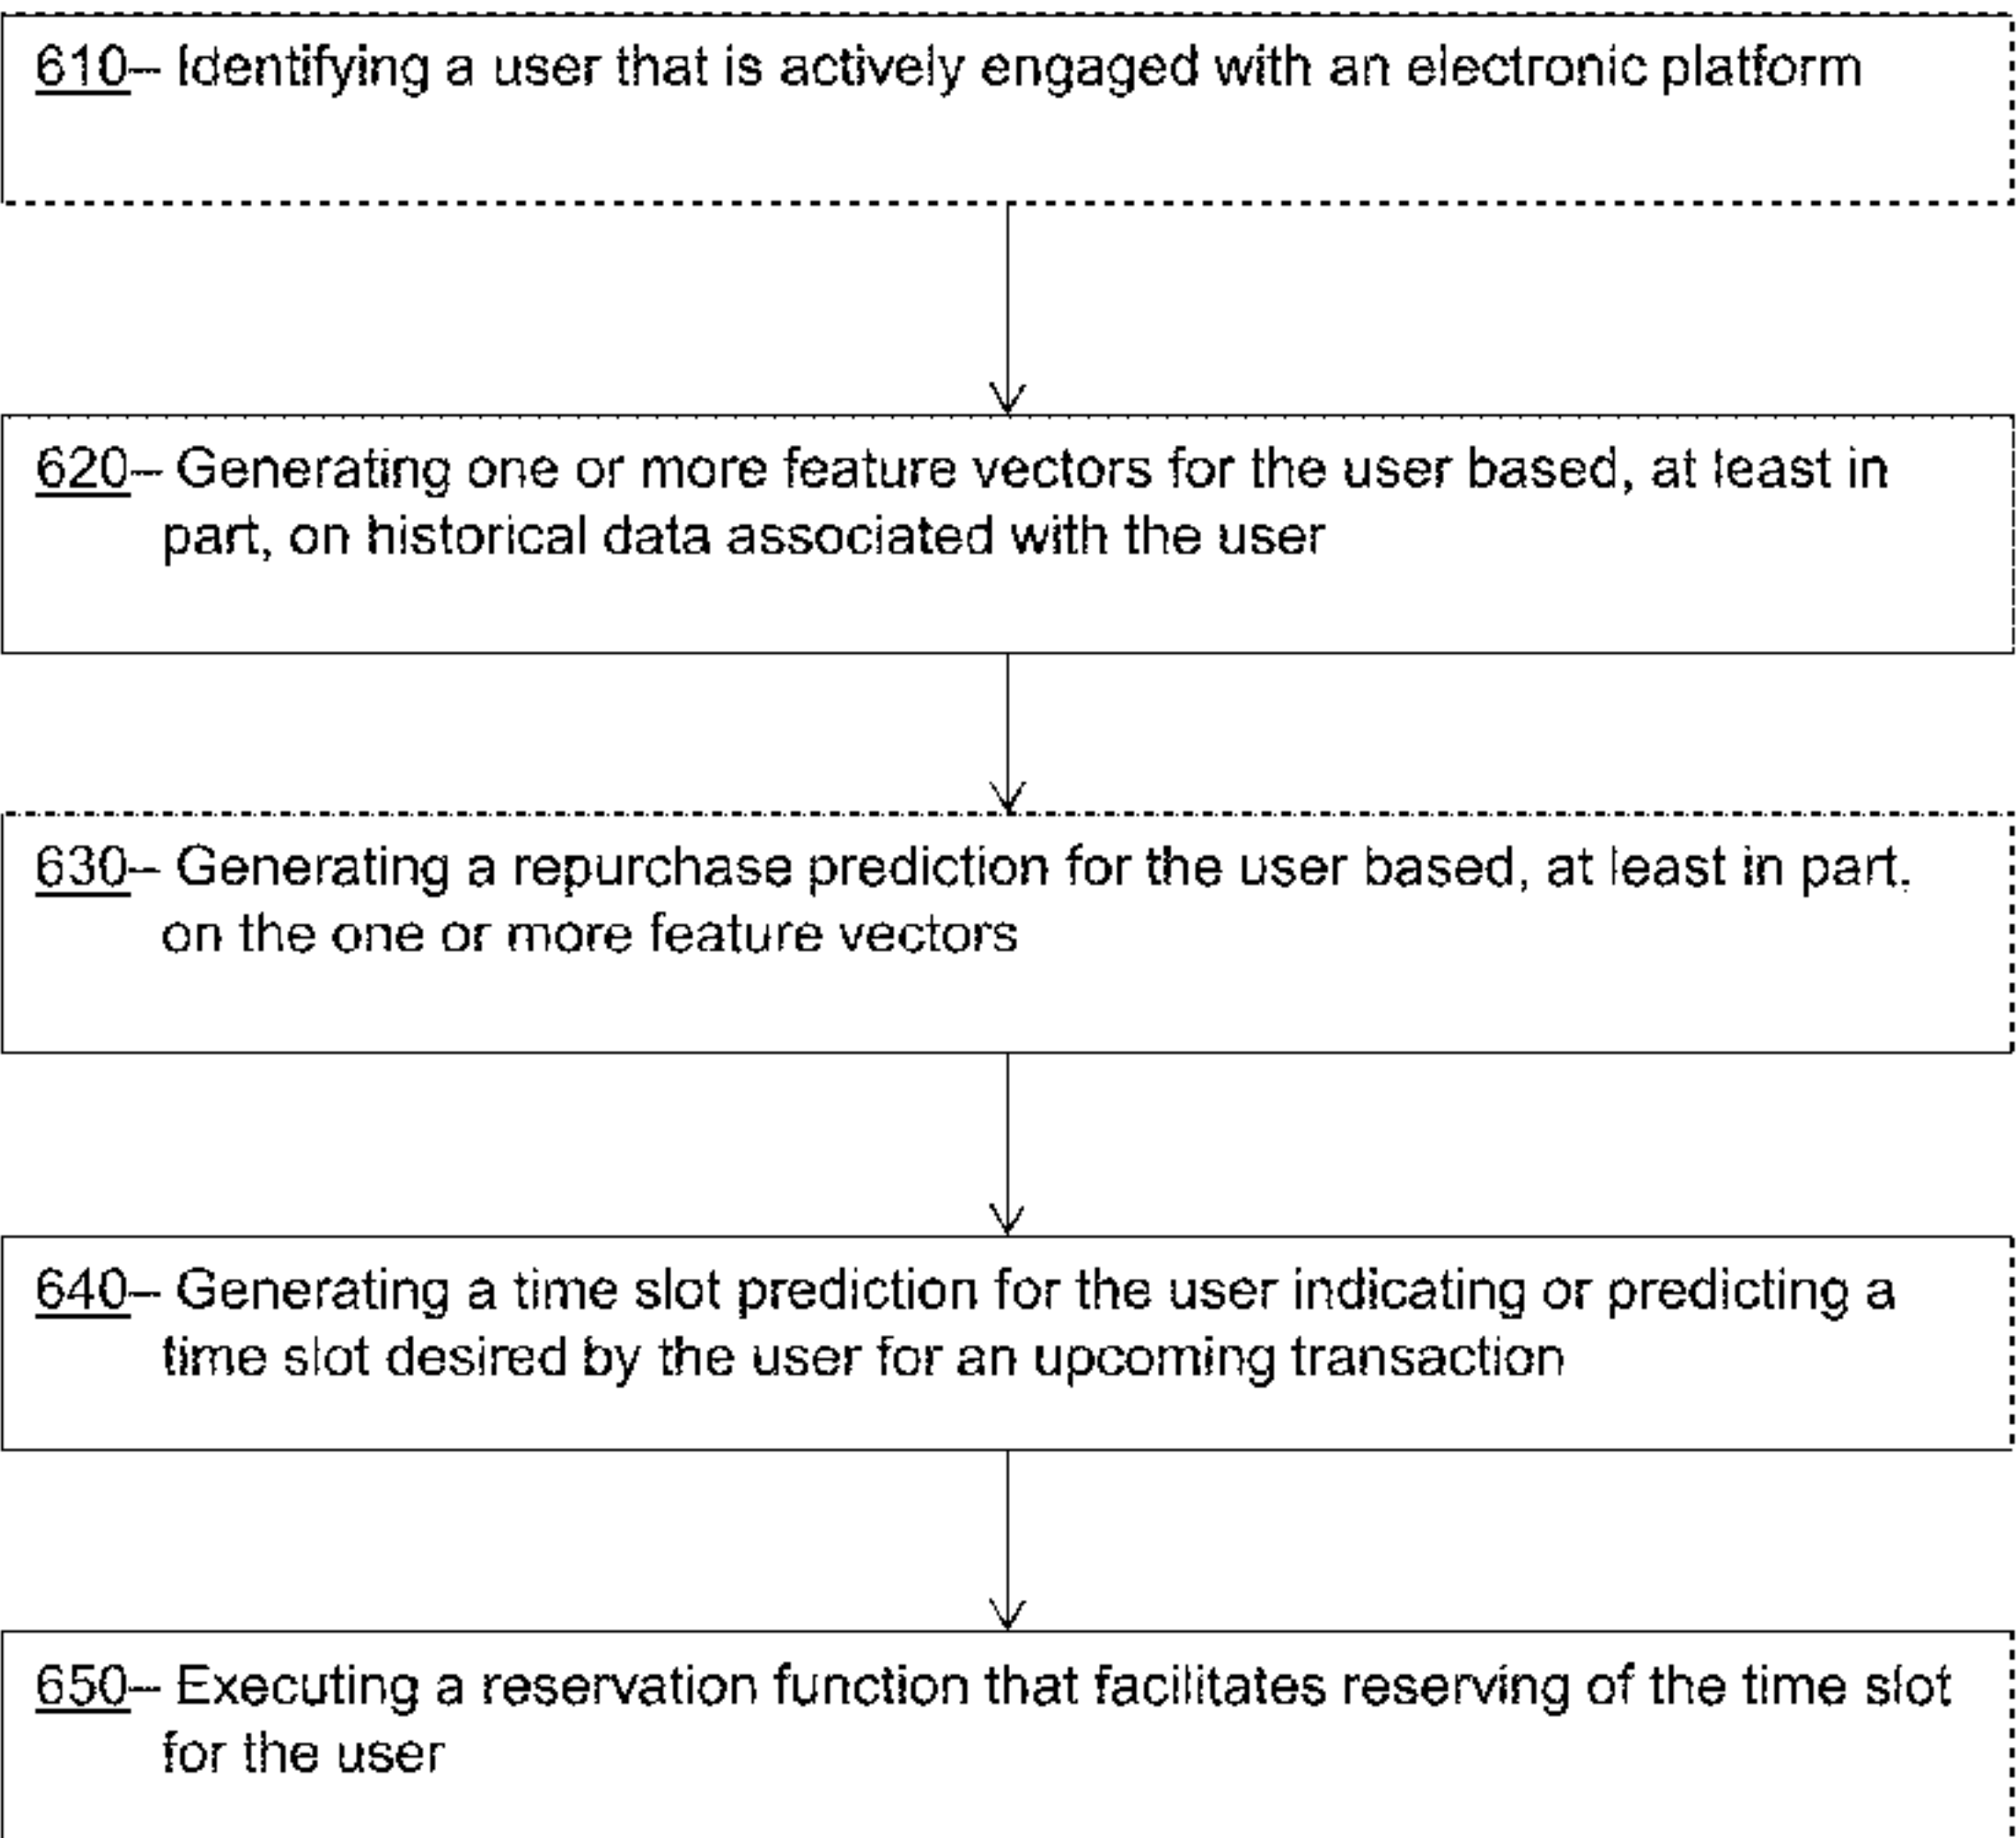 610– Identifying a user that is actively engaged with an electronic platform
620– Generating one or more feature vectors for the user based, at least in
part, on historical data associated with the user
630– Generating a repurchase prediction for the user based, at least in part,
on the one or more feature vectors
640– Generating a time slot prediction for the user indicating or predicting a
time slot desired by the user for an upcoming transaction
650– Executing a reservation function that facilitates reserving of the time slot
for the user